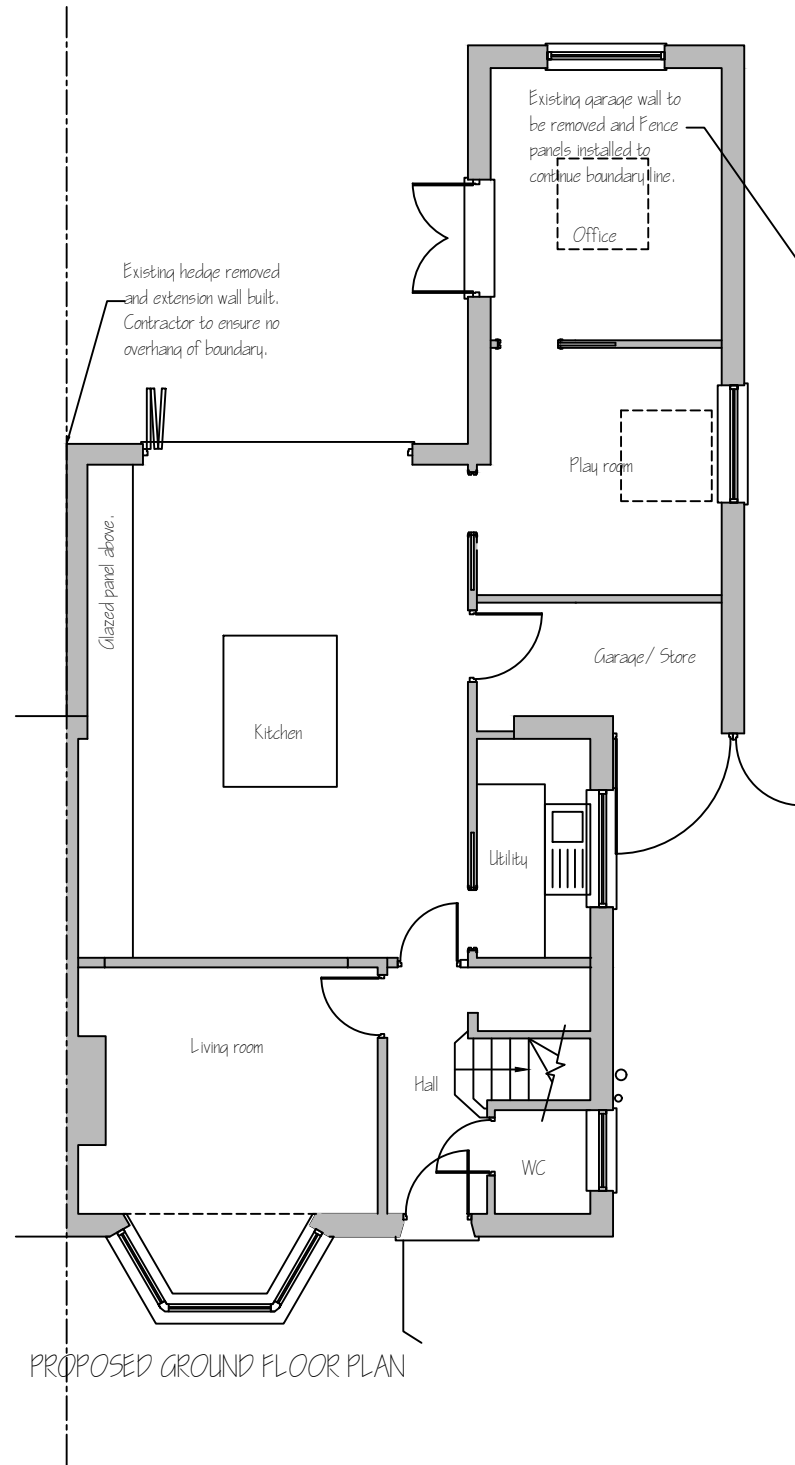 Existing garage wall to
be removed and Fence
panels installed to
continue boundary line.
Office
Existing hedge removed
and extension wall built.
Contractor to ensure no
overhang of boundary.
Play room
Glazed panel above.
Garage/ Store
Kitchen
Utility
Living room
Hall
WC
PROPOSED GROUND FLOOR PLAN